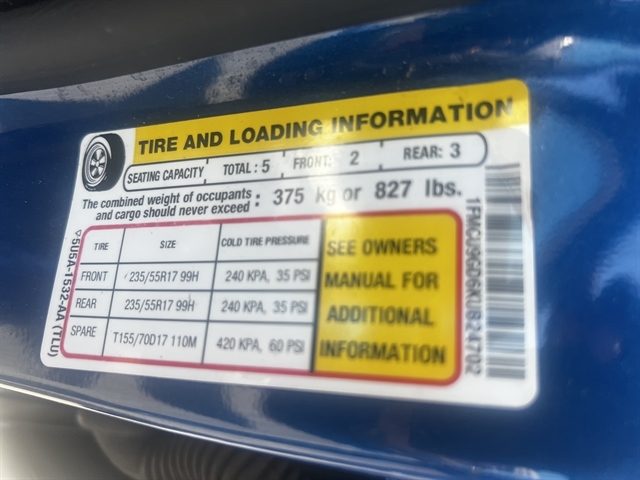 TIRE AND LOADING INFORMATION
SEATING CAPACITY TOTAL : 5 FRONT: 2 REAR: 3
The combined weight of occupants
and cargo should never exceed : 375 kg or 827 lbs.
TIRE SIZE COLD TIRE PRESSURE
FRONT 235/55R17 99H 240 KPA, 35 PSI
REAR 235/55R17 99H 240 KPA, 35 PSI
SPARE T155/70D17 110M 420 KPA, 60 PSI
SEE OWNERS
MANUAL FOR
ADDITIONAL
INFORMATION
5U5A-1532-AA (TLU)